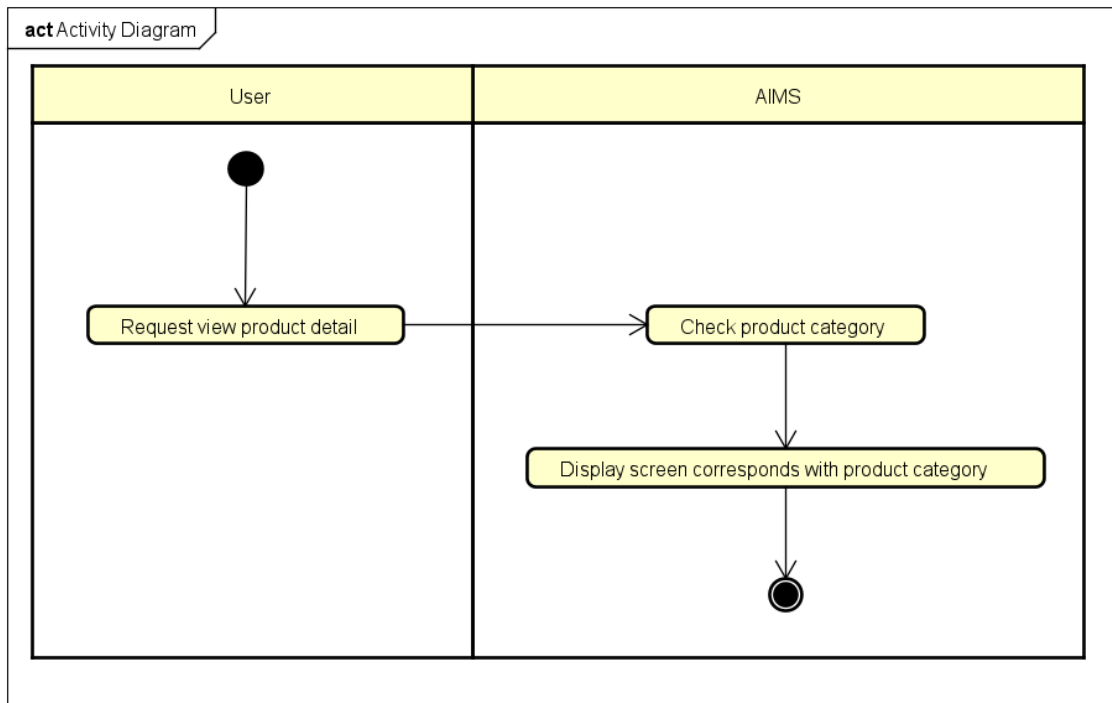 act Activity Diagram
User
AIMS
Request view product detail
Check product category
Display screen corresponds with product category